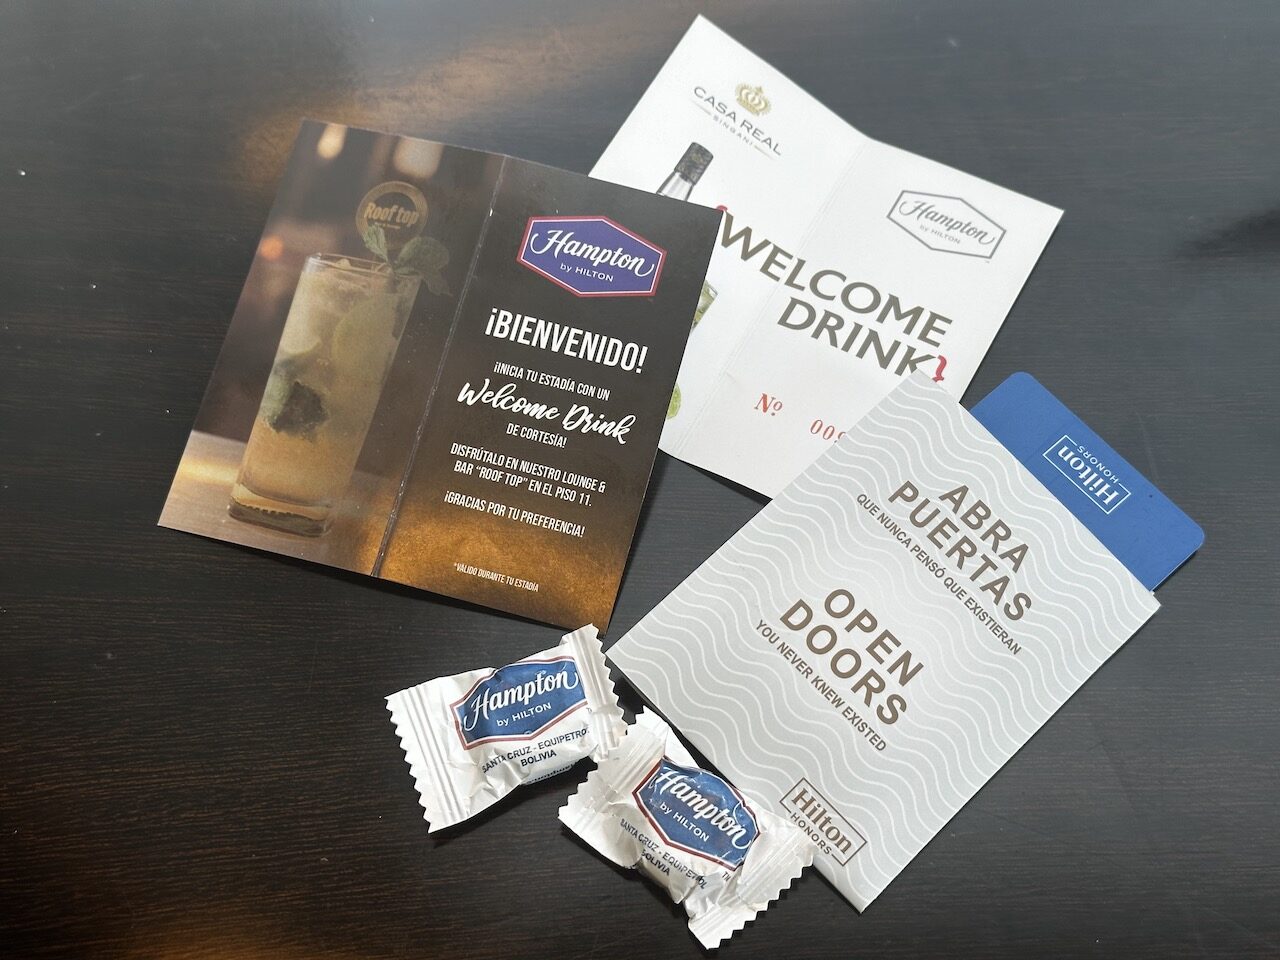 Roof top
Hampton
by HILTON
¡BIENVENIDO!
¡INICIA TU ESTADÍA CON UN
Welcome Drink
DE CORTESÍA!
DISFRÚTALO EN NUESTRO LOUNGE &
BAR "ROOF TOP" EN EL PISO 11.
¡GRACIAS POR TU PREFERENCIA!
*VÁLIDO DURANTE TU ESTADÍA
CASA REAL
SINGANI
Hampton
by HILTON
WELCOME
DRINK}
Nº 009
Hilton
HONORS
ABRA
PUERTAS
QUE NUNCA PENSÓ QUE EXISTIERAN
OPEN
DOORS
YOU NEVER KNEW EXISTED
Hilton
HONORS
Hampton
by HILTON
SANTA CRUZ - EQUIPETROL
BOLIVIA
Hampton
by HILTON
TM
SANTA CRUZ - EQUIPETROL
BOLIVIA